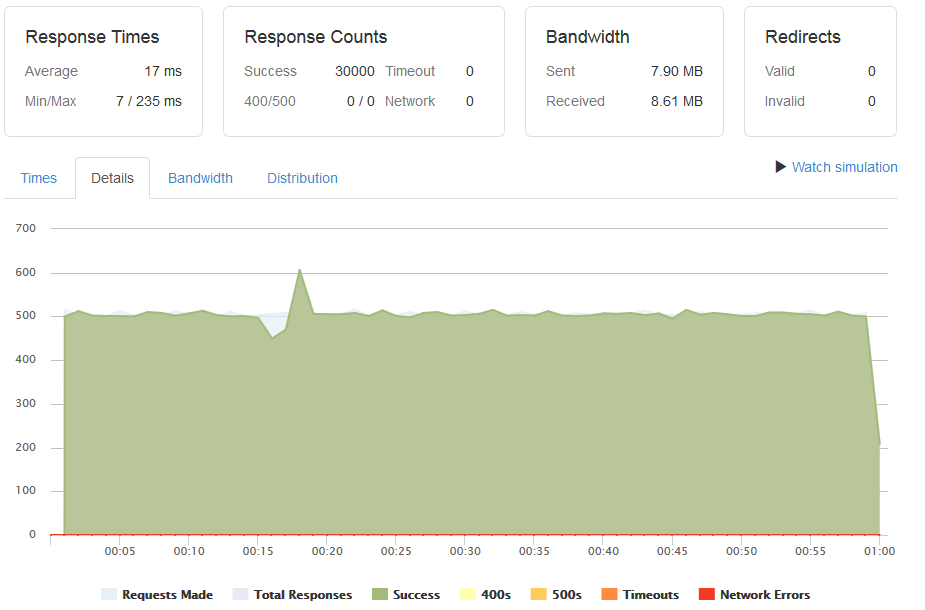 Response Times
Average 17 ms
Min/Max 7 / 235 ms
Response Counts
Success 30000 Timeout 0
400/500 0 / 0 Network 0
Bandwidth
Sent 7.90 MB
Received 8.61 MB
Redirects
Valid 0
Invalid 0
Times Details Bandwidth Distribution
Watch simulation
700
600
500
400
300
200
100
0
00:05 00:10 00:15 00:20 00:25 00:30 00:35 00:40 00:45 00:50 00:55 01:00
Requests Made Total Responses Success 400s 500s Timeouts Network Errors